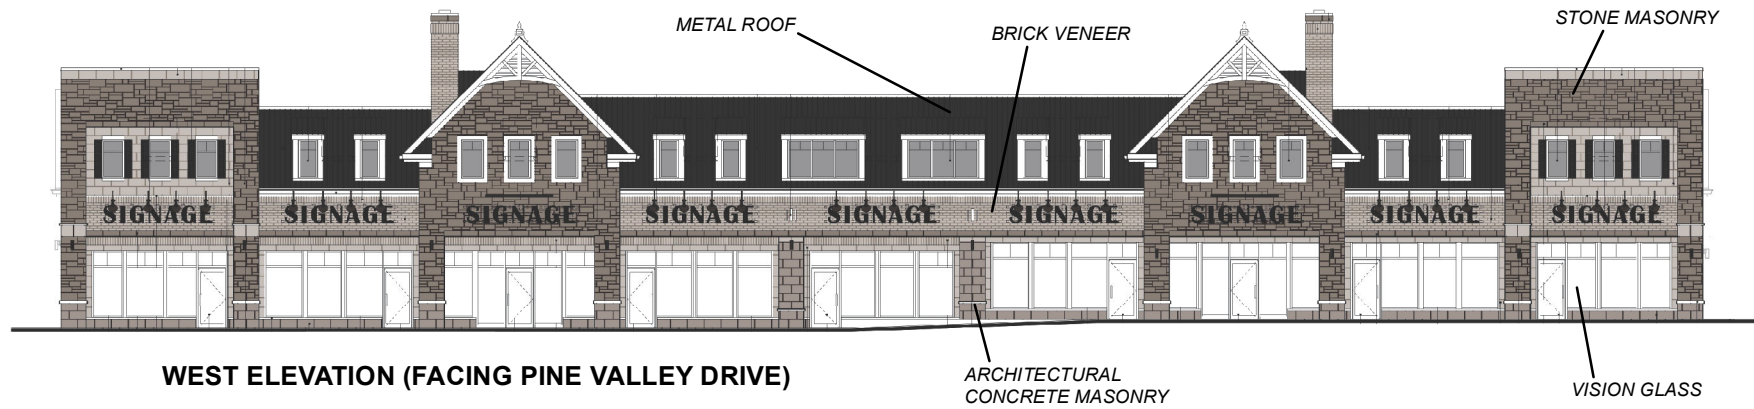 METAL ROOF
BRICK VENEER
STONE MASONRY
SIGNAGE SIGNAGE SIGNAGE SIGNAGE SIGNAGE SIGNAGE SIGNAGE SIGNAGE SIGNAGE
WEST ELEVATION (FACING PINE VALLEY DRIVE)
ARCHITECTURAL
CONCRETE MASONRY
VISION GLASS